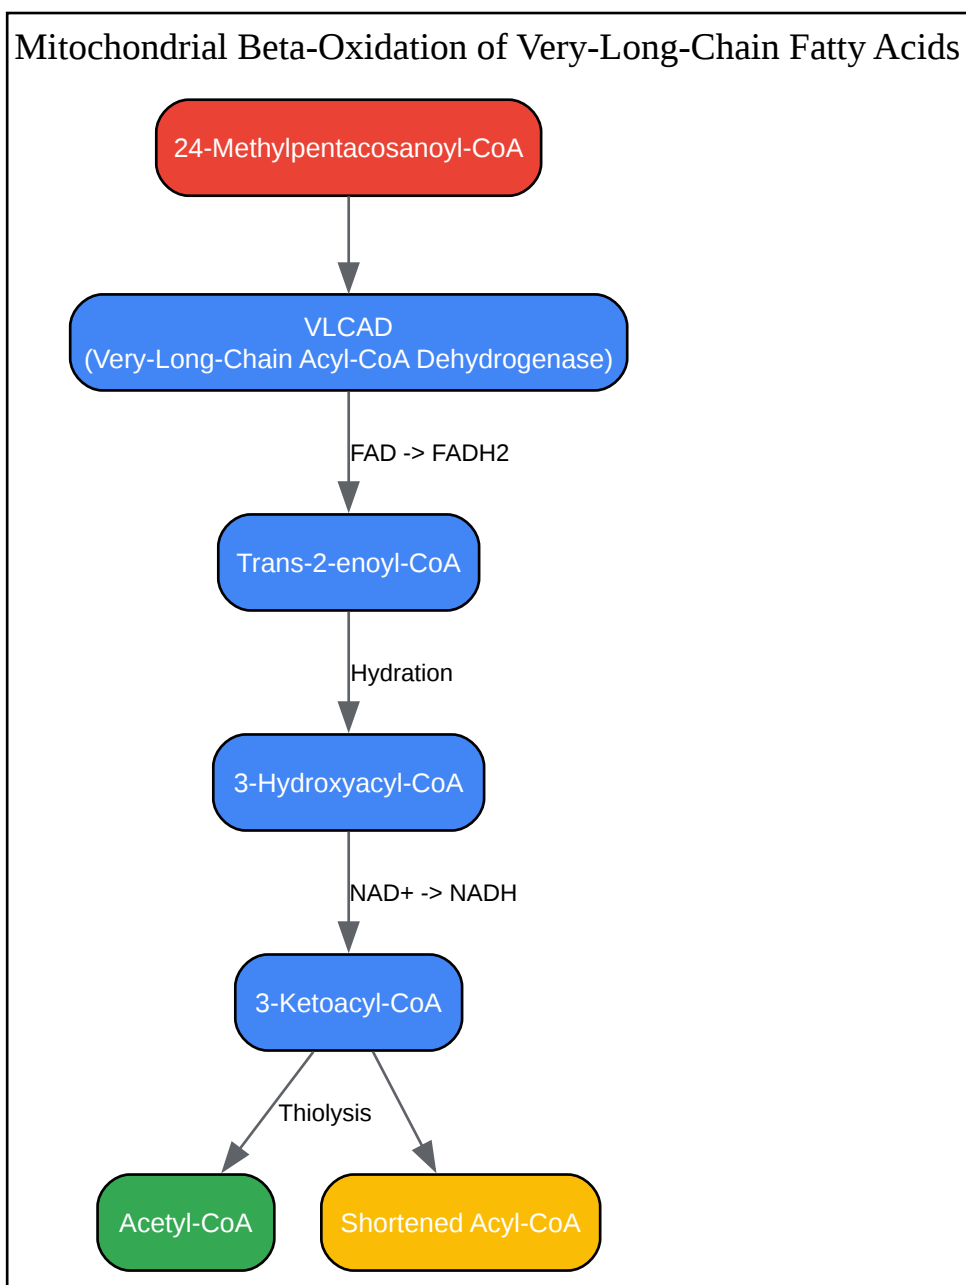 Mitochondrial Beta-Oxidation of Very-Long-Chain Fatty Acids
24-Methylpentacosanoyl-CoA
VLCAD
(Very-Long-Chain Acyl-CoA Dehydrogenase)
FAD -> FADH2
Trans-2-enoyl-CoA
Hydration
3-Hydroxyacyl-CoA
NAD+ -> NADH
3-Ketoacyl-CoA
Thiolysis
Acetyl-CoA
Shortened Acyl-CoA